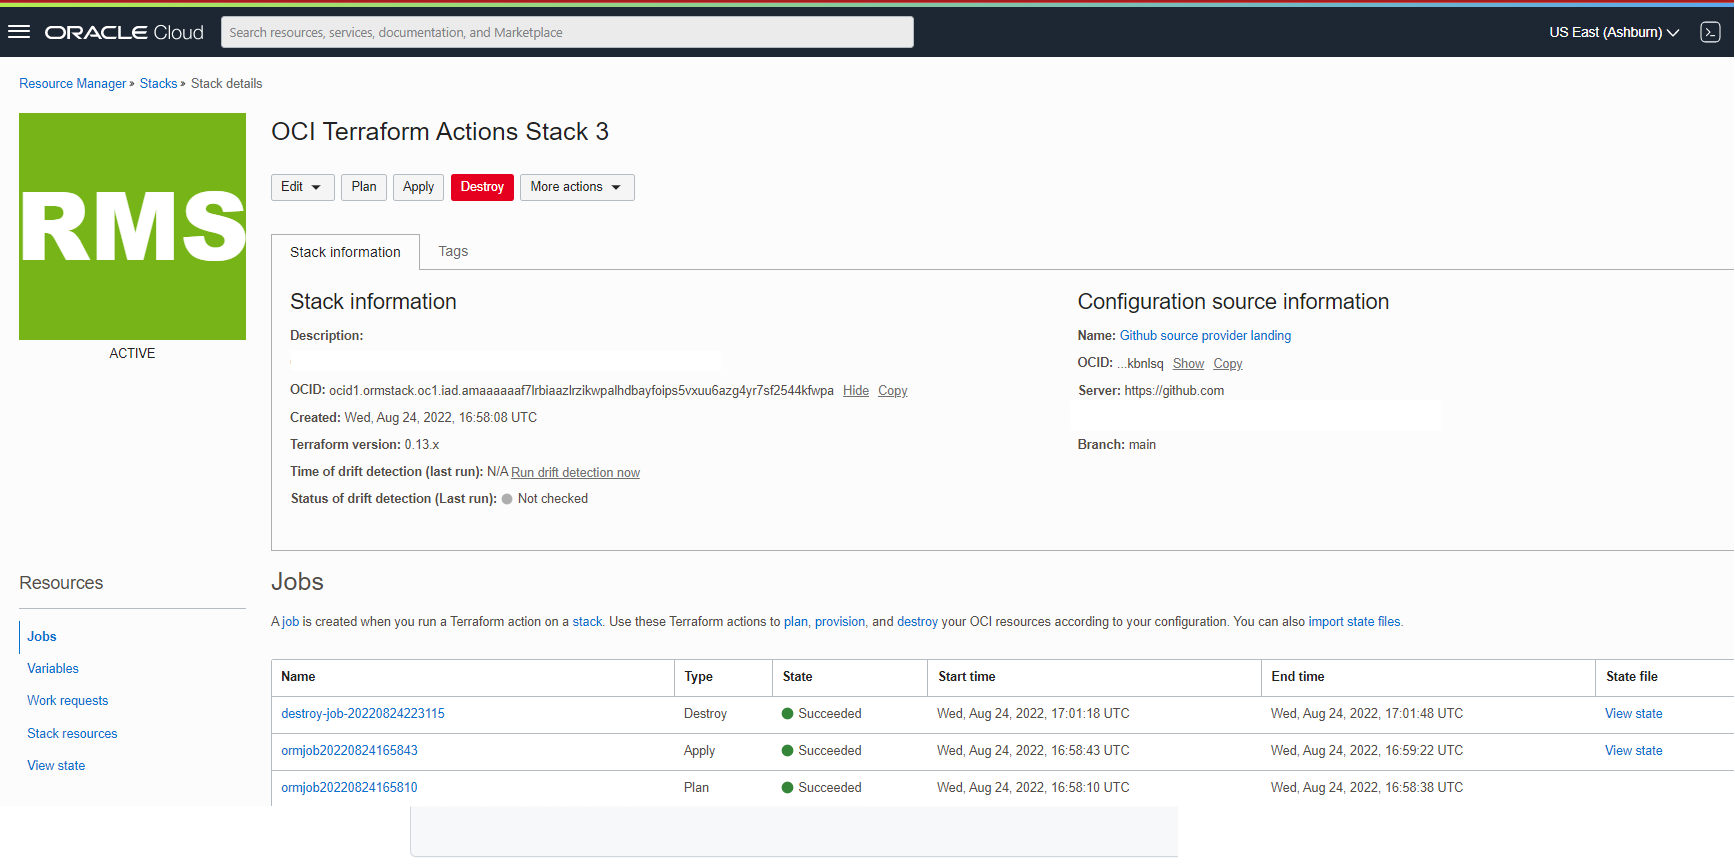 ORACLE Cloud
Search resources, services, documentation, and Marketplace
US East (Ashburn)
Resource Manager » Stacks » Stack details
RMS
ACTIVE
OCI Terraform Actions Stack 3
Edit Plan Apply Destroy More actions
Stack information Tags
Stack information
Description:
OCID: ocid1.ormstack.oc1.iad.amaaaaaaf7lrbiaazlrzikwpalhdbayfoips5vxuu6azg4yr7sf2544kfwpa Hide Copy
Created: Wed, Aug 24, 2022, 16:58:08 UTC
Terraform version: 0.13.x
Time of drift detection (last run): N/A Run drift detection now
Status of drift detection (Last run): Not checked
Configuration source information
Name: Github source provider landing
OCID: ...kbnlsq Show Copy
Server: https://github.com
Branch: main
Resources
Jobs
Variables
Work requests
Stack resources
View state
Jobs
A job is created when you run a Terraform action on a stack. Use these Terraform actions to plan, provision, and destroy your OCI resources according to your configuration. You can also import state files.
Name Type State Start time End time State file
destroy-job-20220824223115 Destroy Succeeded Wed, Aug 24, 2022, 17:01:18 UTC Wed, Aug 24, 2022, 17:01:48 UTC View state
ormjob20220824165843 Apply Succeeded Wed, Aug 24, 2022, 16:58:43 UTC Wed, Aug 24, 2022, 16:59:22 UTC View state
ormjob20220824165810 Plan Succeeded Wed, Aug 24, 2022, 16:58:10 UTC Wed, Aug 24, 2022, 16:58:38 UTC